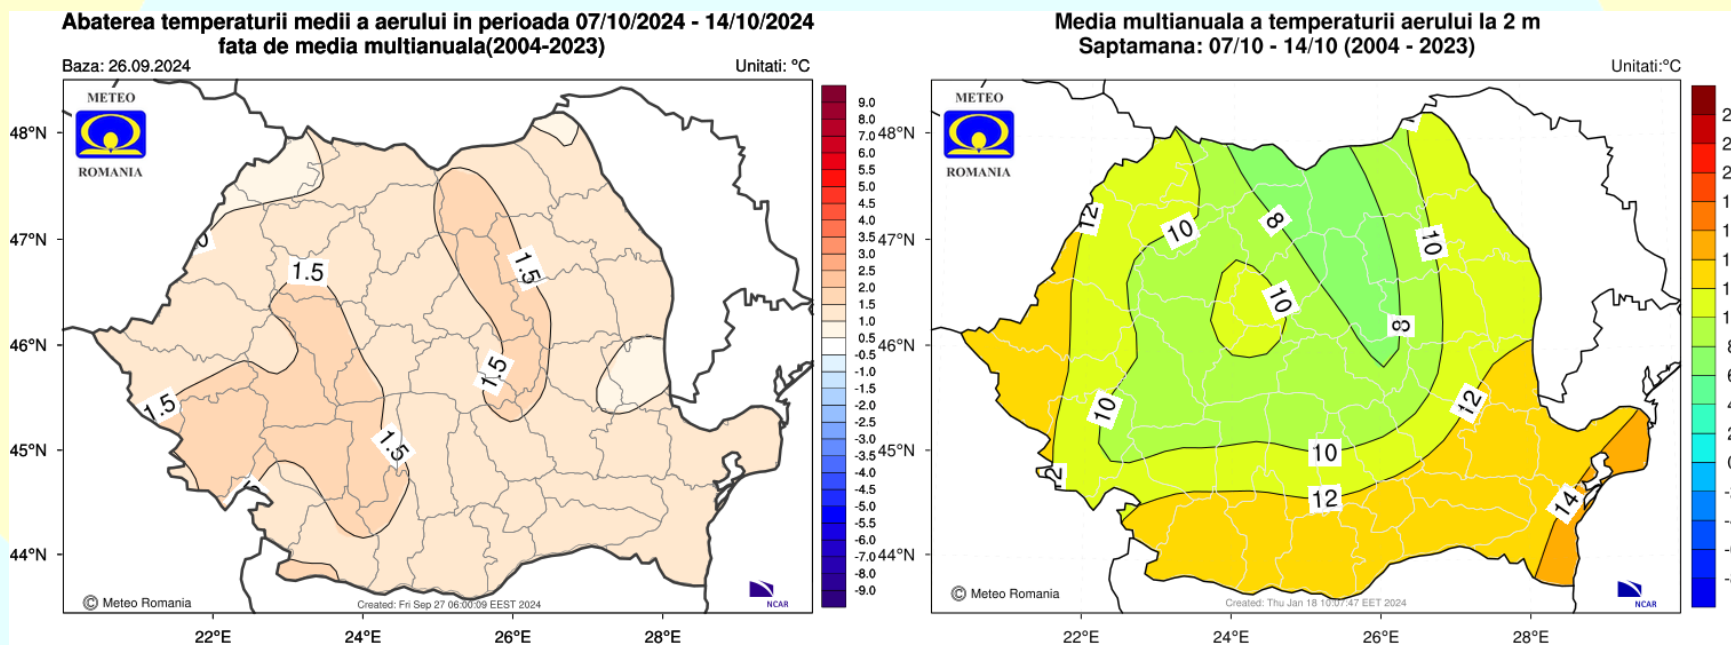 Abaterea temperaturii medii a aerului in perioada 07/10/2024 - 14/10/2024
fata de media multianuala(2004-2023)
Baza: 26.09.2024
Unitati: °C
METEO
ROMANIA
48°N
47°N
46°N
45°N
44°N
22°E
24°E
26°E
28°E
1.5
1.5
1.5
1.5
1.5
0
9.0
8.0
7.0
6.0
5.5
5.0
4.5
4.0
3.5
3.0
2.5
2.0
1.5
1.0
0.5
-0.5
-1.0
-1.5
-2.0
-2.5
-3.0
-3.5
-4.0
-4.5
-5.0
-5.5
-6.0
-7.0
-8.0
-9.0
© Meteo Romania
Created: Fri Sep 27 06:00:09 EEST 2024
NCAR
Media multianuala a temperaturii aerului la 2 m
Saptamana: 07/10 - 14/10 (2004 - 2023)
Unitati:°C
METEO
ROMANIA
48°N
47°N
46°N
45°N
44°N
22°E
24°E
26°E
28°E
12
10
8
10
10
8
10
12
10
12
12
14
© Meteo Romania
Created: Thu Jan 18 10:07:47 EET 2024
NCAR